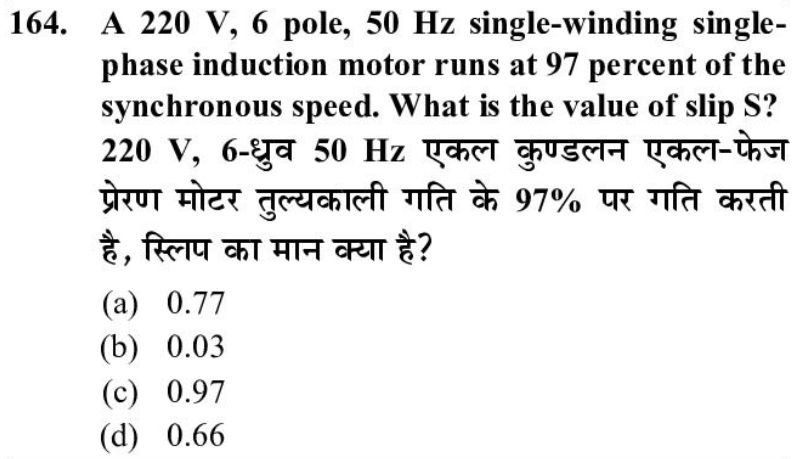 164. A 220 V, 6 pole, 50 Hz single-winding single-
phase induction motor runs at 97 percent of the
synchronous speed. What is the value of slip S?
220 V, 6-ध्रुव 50 Hz एकल कुण्डलन एकल-फेज
प्रेरण मोटर तुल्यकाली गति के 97% पर गति करती
है, स्लिप का मान क्या है?
(a) 0.77
(b) 0.03
(c) 0.97
(d) 0.66